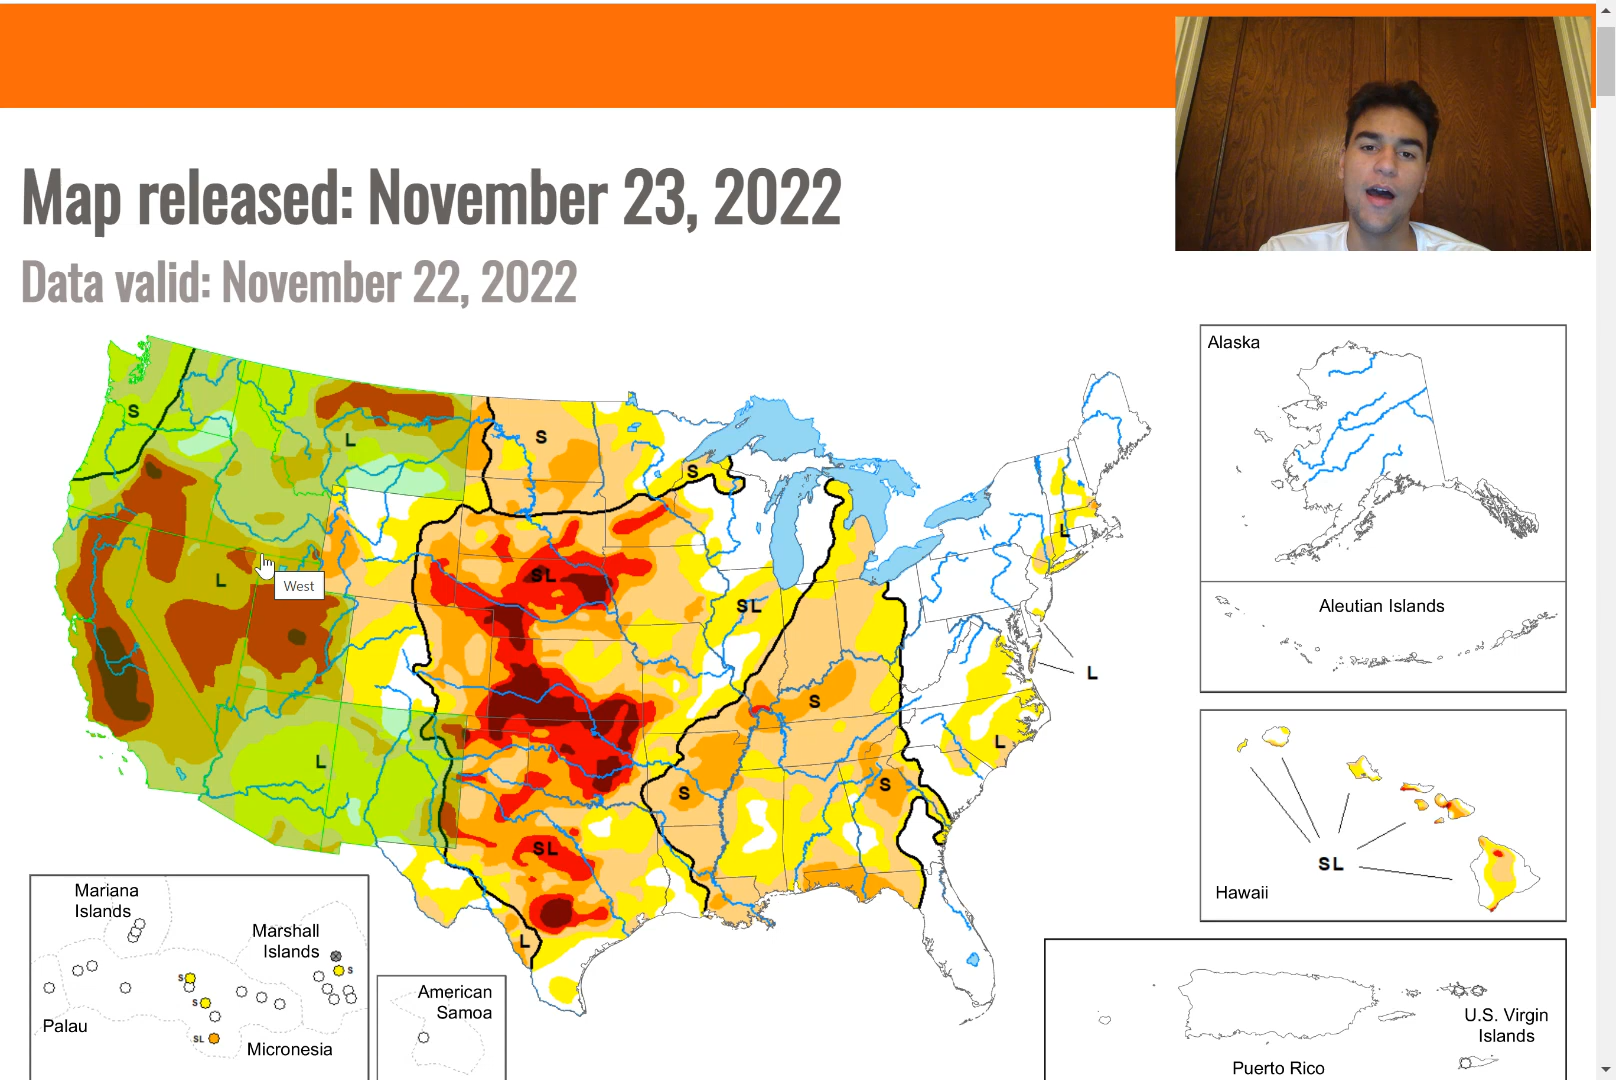 Map released: November 23, 2022
Data valid: November 22, 2022
Alaska
Aleutian Islands
S
L
S
S
L
SL
L
West
SL
L
S
L
L
S
S
SL
L
L
SL
Hawaii
Mariana
Islands
Marshall
Islands
S
S
S
SL
Palau
Micronesia
American
Samoa
U.S. Virgin
Islands
Puerto Rico